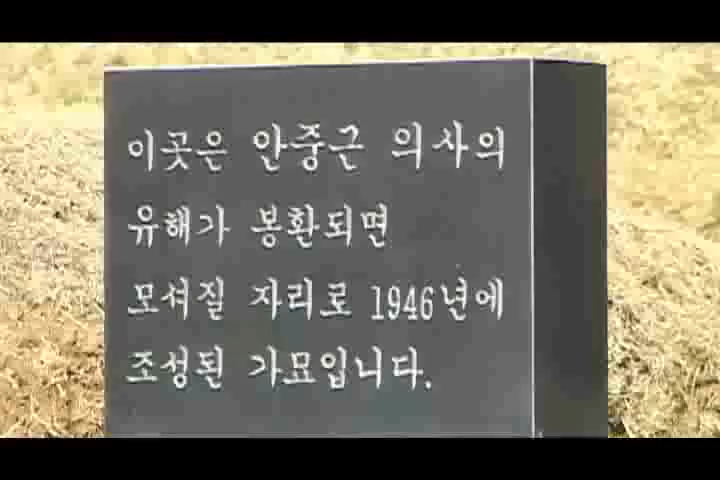 이곳은 안중근 의사의
유해가 봉환되면
모셔질 자리로 1946년에
조성된 가묘입니다.